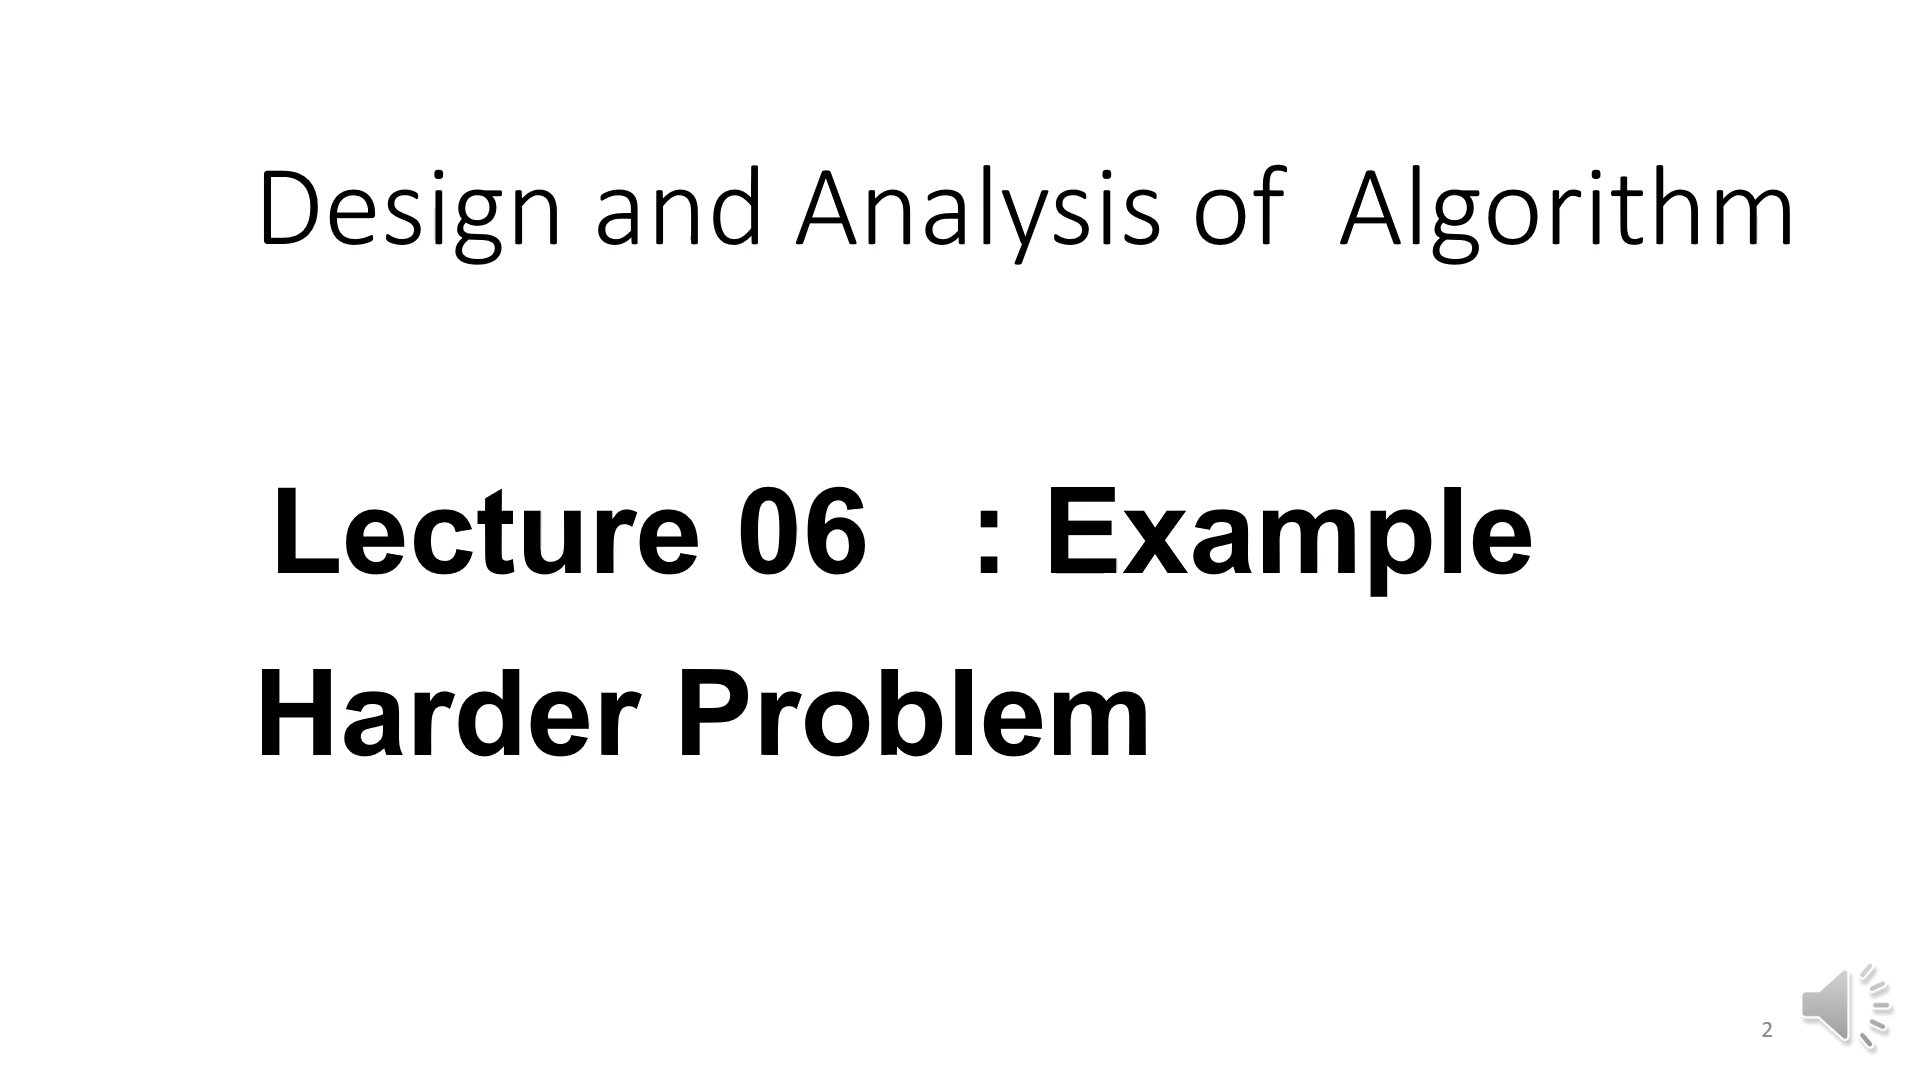 Design and Analysis of Algorithm
Lecture 06 : Example
Harder Problem
2